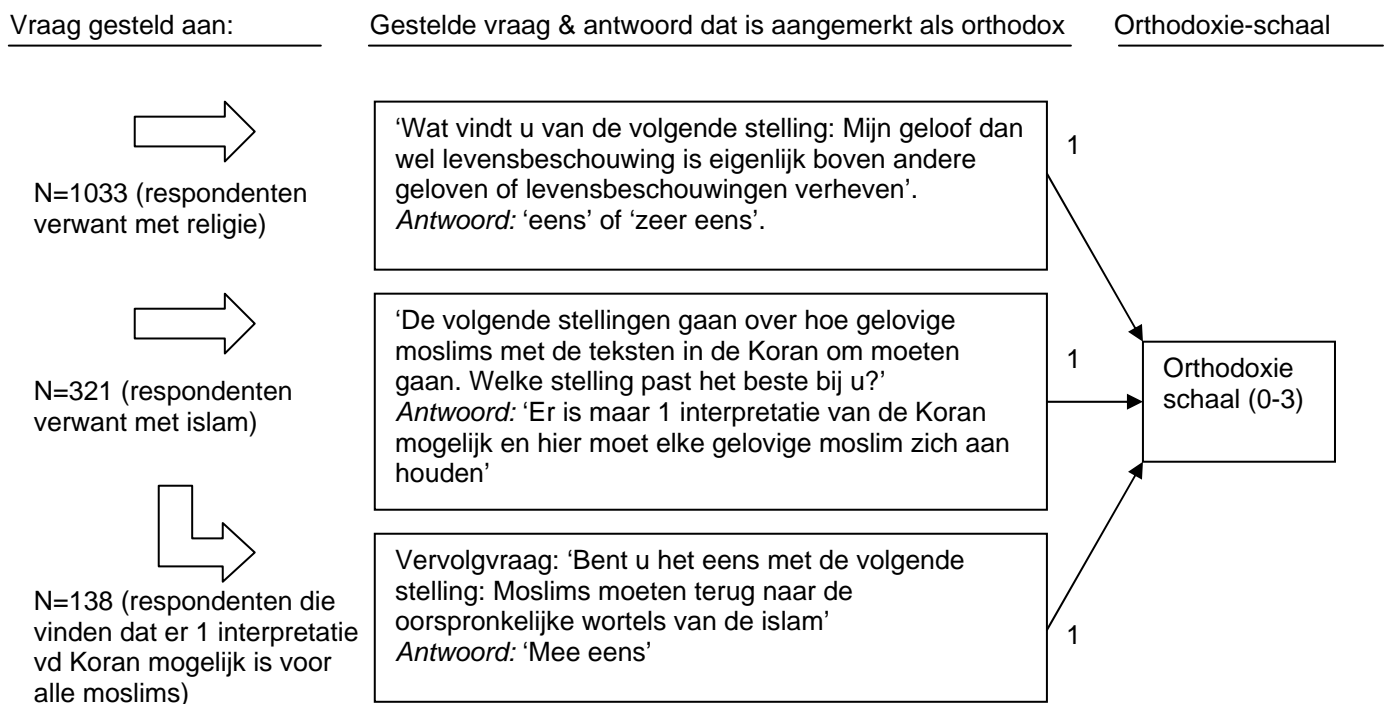 Vraag gesteld aan:
Gestelde vraag & antwoord dat is aangemerkt als orthodox
Orthodoxie-schaal
N=1033 (respondenten
verwant met religie)
‘Wat vindt u van de volgende stelling: Mijn geloof dan
wel levensbeschouwing is eigenlijk boven andere
geloven of levensbeschouwingen verheven’.
Antwoord: ‘eens’ of ‘zeer eens’.
1
N=321 (respondenten
verwant met islam)
‘De volgende stellingen gaan over hoe gelovige
moslims met de teksten in de Koran om moeten
gaan. Welke stelling past het beste bij u?’
Antwoord: ‘Er is maar 1 interpretatie van de Koran
mogelijk en hier moet elke gelovige moslim zich aan
houden’
1
Orthodoxie
schaal (0-3)
N=138 (respondenten die
vinden dat er 1 interpretatie
vd Koran mogelijk is voor
alle moslims)
Vervolgvraag: ‘Bent u het eens met de volgende
stelling: Moslims moeten terug naar de
oorspronkelijke wortels van de islam’
Antwoord: ‘Mee eens’
1